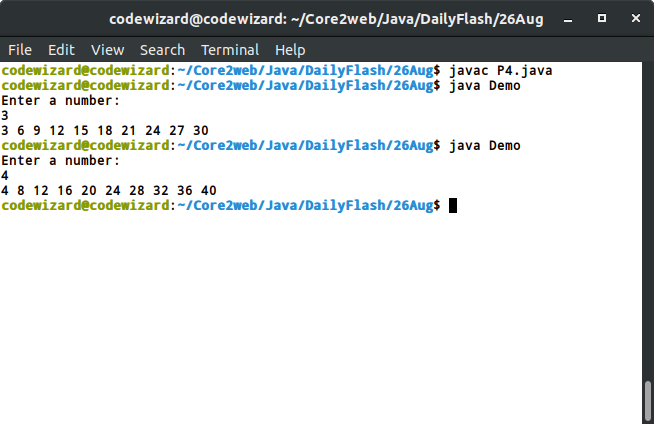 codewizard@codewizard: ~/Core2web/Java/DailyFlash/26Aug
File Edit View Search Terminal Help
codewizard@codewizard:~/Core2web/Java/DailyFlash/26Aug$ javac P4.java
codewizard@codewizard:~/Core2web/Java/DailyFlash/26Aug$ java Demo
Enter a number:
3
3 6 9 12 15 18 21 24 27 30
codewizard@codewizard:~/Core2web/Java/DailyFlash/26Aug$ java Demo
Enter a number:
4
4 8 12 16 20 24 28 32 36 40
codewizard@codewizard:~/Core2web/Java/DailyFlash/26Aug$